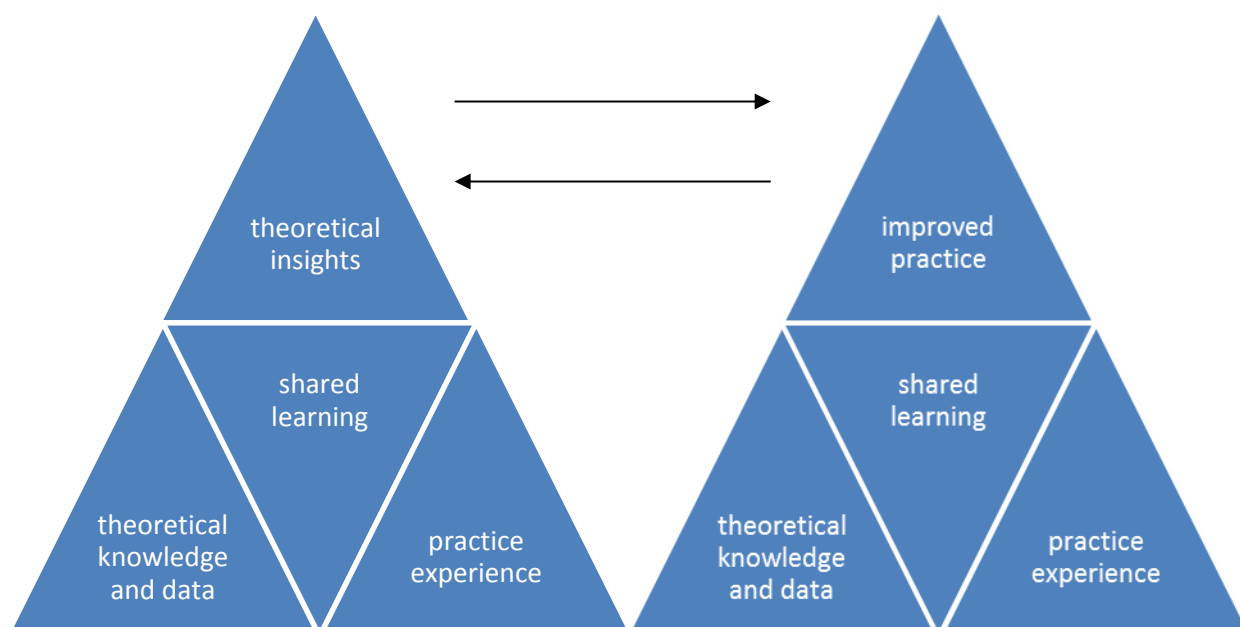 theoretical
insights
improved
practice
shared
learning
shared
learning
theoretical
knowledge
and data
practice
experience
theoretical
knowledge
and data
practice
experience